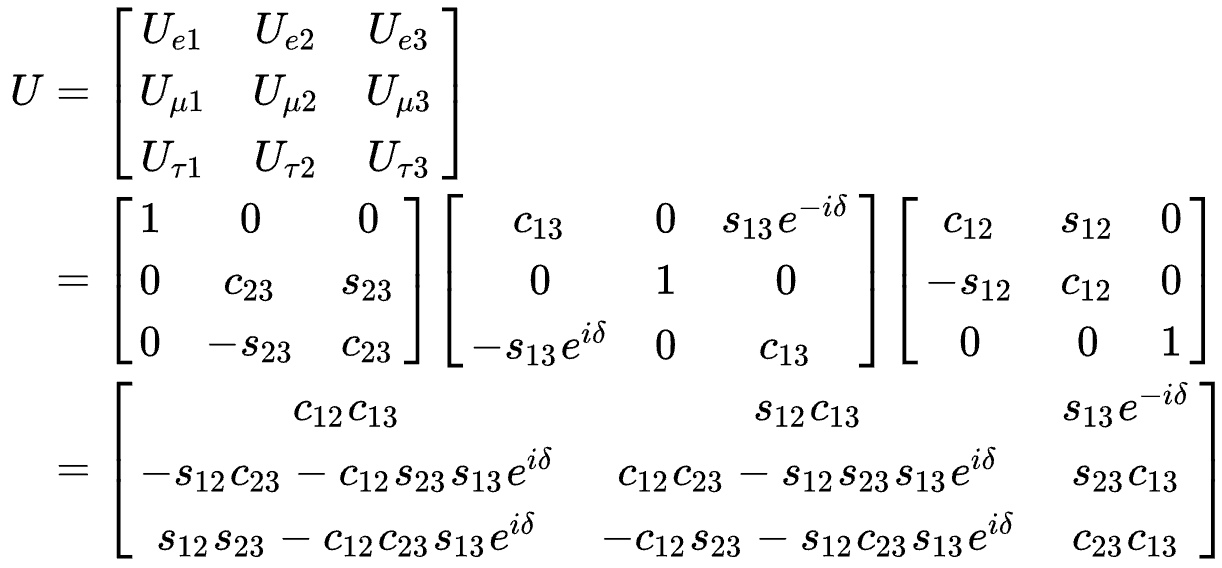 U = [ U_{e1} U_{e2} U_{e3}
U_{μ1} U_{μ2} U_{μ3}
U_{τ1} U_{τ2} U_{τ3} ]
= [ 1 0 0
0 c_{23} s_{23}
0 -s_{23} c_{23} ] [ c_{13} 0 s_{13}e^{-iδ}
0 1 0
-s_{13}e^{iδ} 0 c_{13} ] [ c_{12} s_{12} 0
-s_{12} c_{12} 0
0 0 1 ]
= [ c_{12}c_{13} s_{12}c_{13} s_{13}e^{-iδ}
-s_{12}c_{23} - c_{12}s_{23}s_{13}e^{iδ} c_{12}c_{23} - s_{12}s_{23}s_{13}e^{iδ} s_{23}c_{13}
s_{12}s_{23} - c_{12}c_{23}s_{13}e^{iδ} -c_{12}s_{23} - s_{12}c_{23}s_{13}e^{iδ} c_{23}c_{13} ]